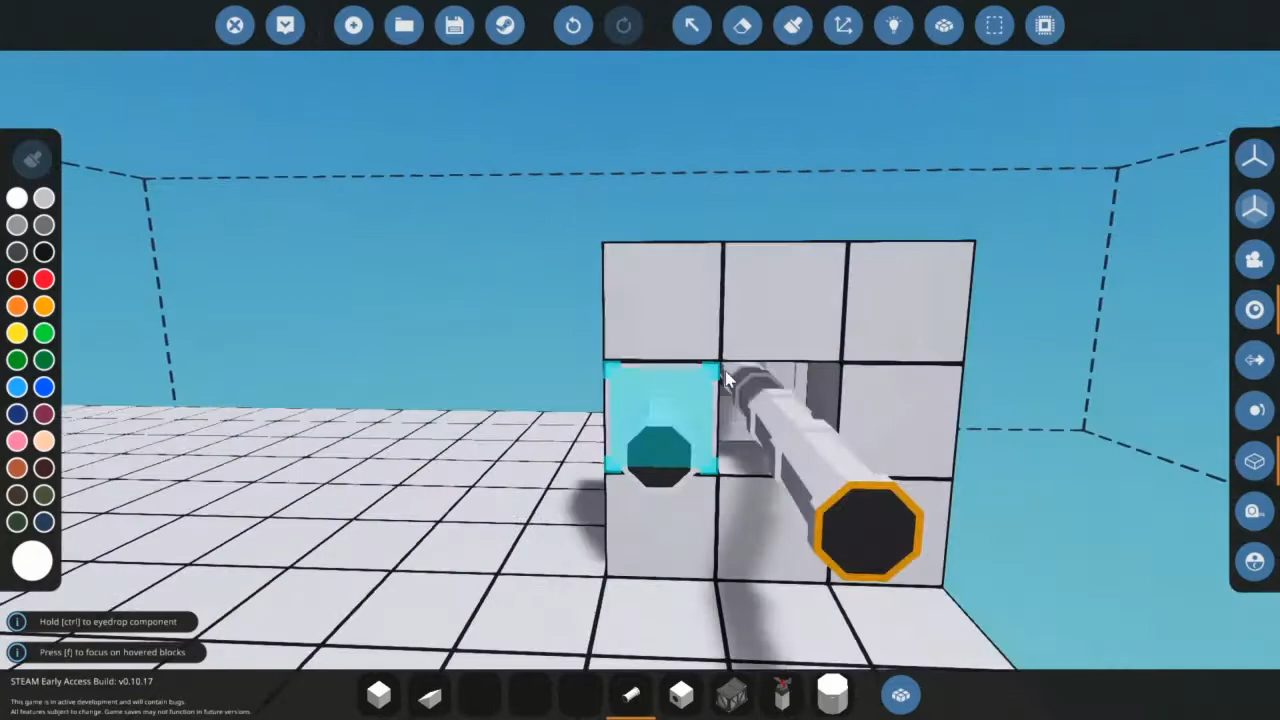 Hold [ctrl] to eyedrop component
Press [f] to focus on hovered blocks
STEAM Early Access Build: v0.10.17
This game is in active development and will contain bugs.
All features subject to change. Game saves may not function in future versions.